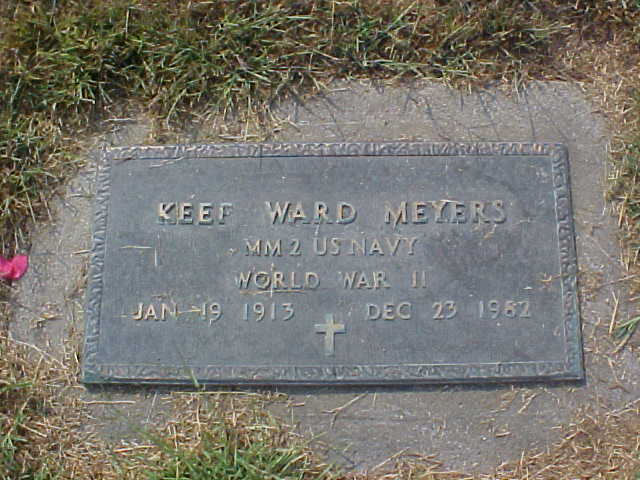 KEEF WARD MEYERS
MM2 US NAVY
WORLD WAR II
JAN 19 1913 DEC 23 1982